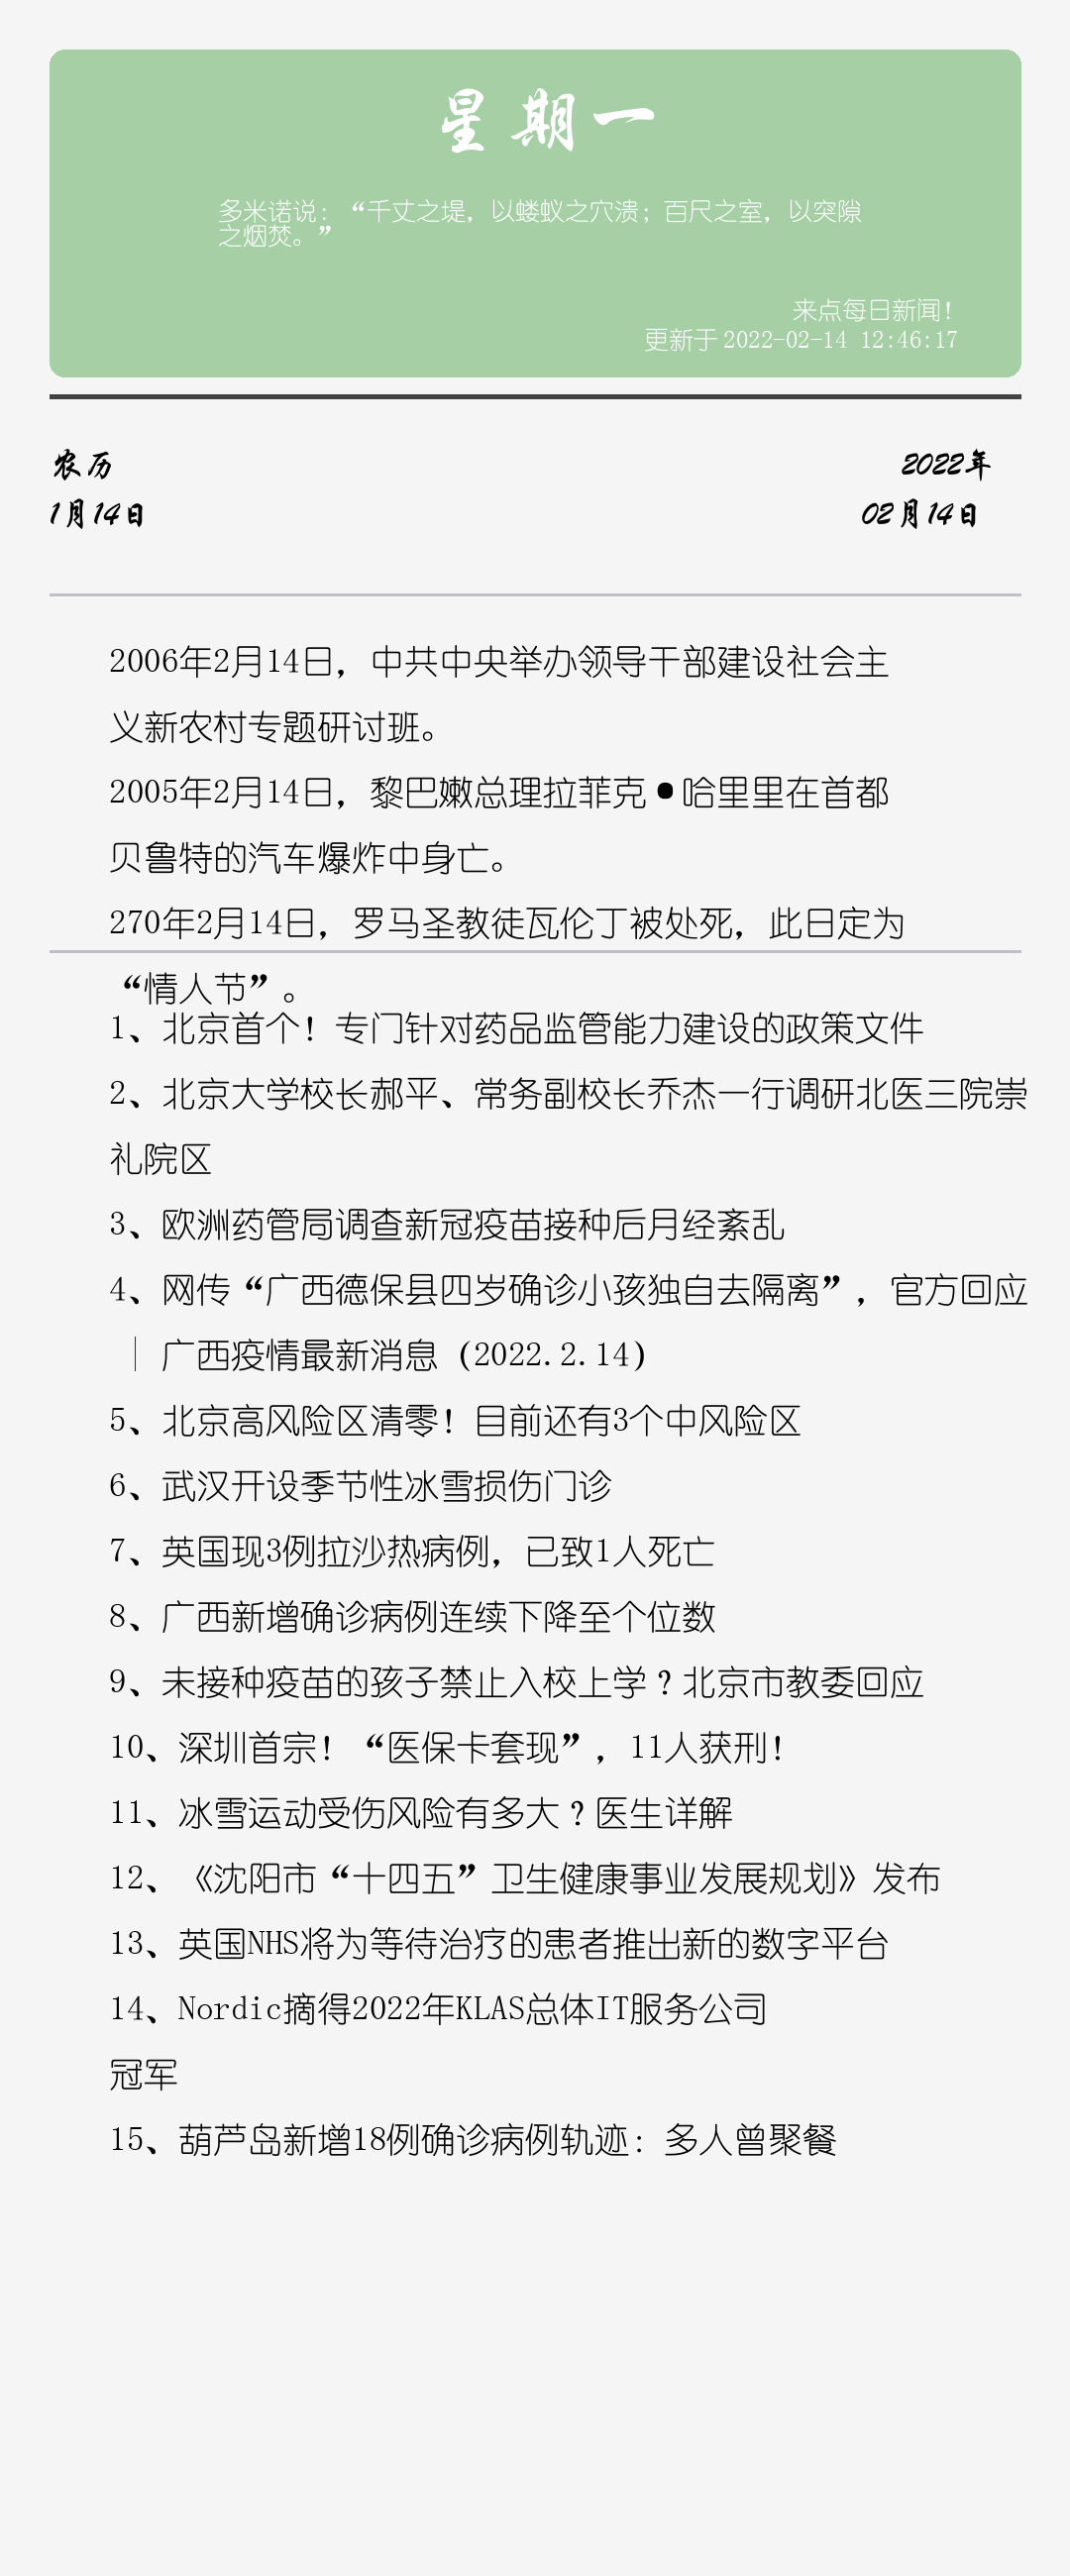 星期一
多米诺说：“千丈之堤，以蝼蚁之穴溃；百尺之室，以突隙
之烟焚。”
来点每日新闻！
更新于 2022-02-14 12:46:17
农历
1月14日
2022年
02月14日
2006年2月14日，中共中央举办领导干部建设社会主
义新农村专题研讨班。
2005年2月14日，黎巴嫩总理拉菲克•哈里里在首都
贝鲁特的汽车爆炸中身亡。
270年2月14日，罗马圣教徒瓦伦丁被处死，此日定为
“情人节”。
1、北京首个！专门针对药品监管能力建设的政策文件
2、北京大学校长郝平、常务副校长乔杰一行调研北医三院崇
礼院区
3、欧洲药管局调查新冠疫苗接种后月经紊乱
4、网传“广西德保县四岁确诊小孩独自去隔离”，官方回应
｜广西疫情最新消息（2022.2.14）
5、北京高风险区清零！目前还有3个中风险区
6、武汉开设季节性冰雪损伤门诊
7、英国现3例拉沙热病例，已致1人死亡
8、广西新增确诊病例连续下降至个位数
9、未接种疫苗的孩子禁止入校上学？北京市教委回应
10、深圳首宗！“医保卡套现”，11人获刑！
11、冰雪运动受伤风险有多大？医生详解
12、《沈阳市“十四五”卫生健康事业发展规划》发布
13、英国NHS将为等待治疗的患者推出新的数字平台
14、Nordic摘得2022年KLAS总体IT服务公司
冠军
15、葫芦岛新增18例确诊病例轨迹：多人曾聚餐